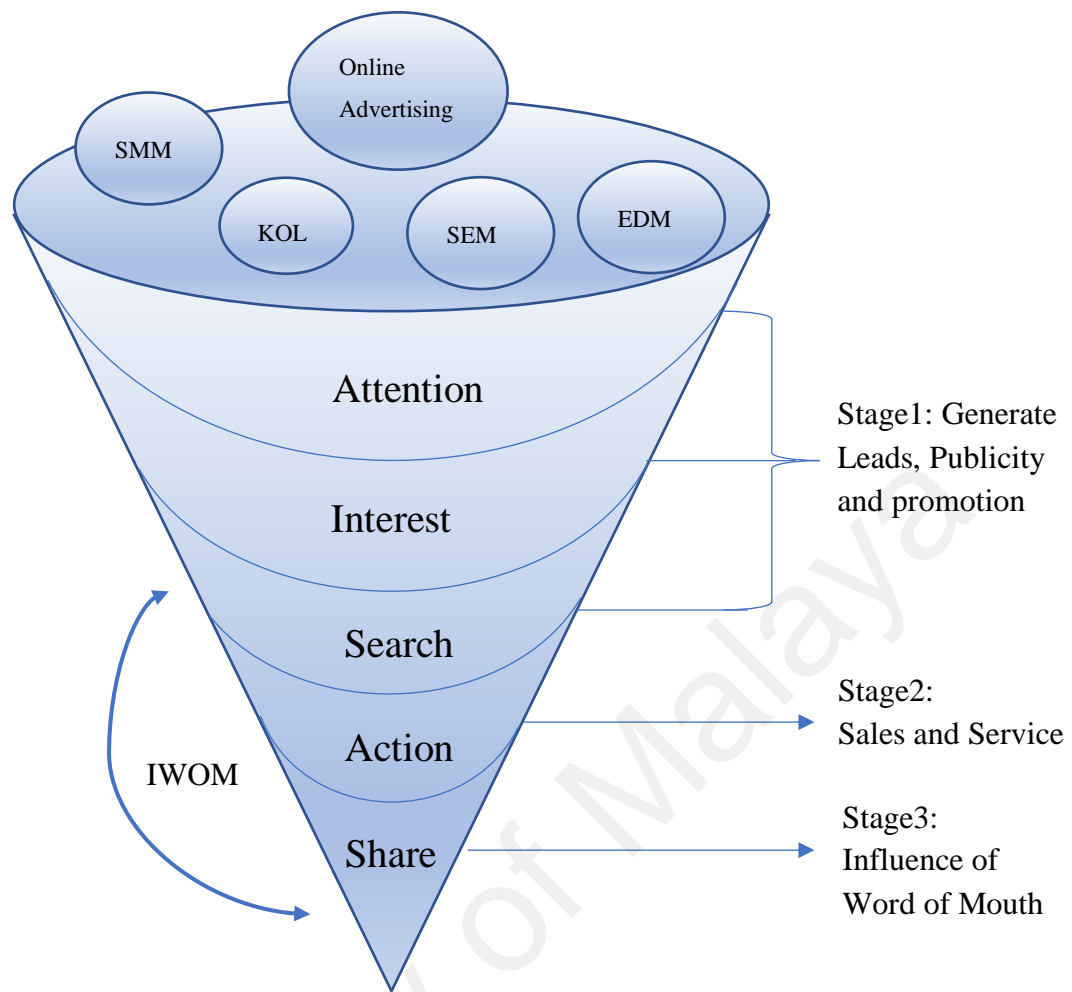 Online
Advertising
SMM
KOL
SEM
EDM
Attention
Interest
Search
Action
Share
IWOM
Stage1: Generate
Leads, Publicity
and promotion
Stage2:
Sales and Service
Stage3:
Influence of
Word of Mouth
of Malaya